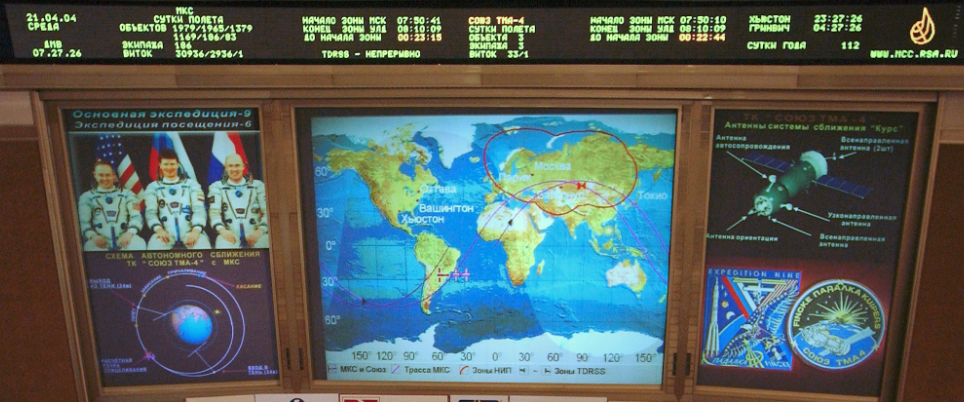 МКС
21.04.04 СУТКИ ПОЛЕТА
СРЕДА ОБЪЕКТОВ 1979/1965/1379
1169/186/83
ДМВ ЭКИПАЖА 186
07.27.26 ВИТОК 30936/2936/1
НАЧАЛО ЗОНЫ МСК 07:50:41
КОНЕЦ ЗОНЫ УЛД 08:10:09
ДО НАЧАЛА ЗОНЫ 00:23:15
TDRSS - НЕПРЕРЫВНО
СОЮЗ ТМА-4
СУТКИ ПОЛЕТА
ОБЪЕКТА 3
ЭКИПАЖА 3
ВИТОК 33/1
НАЧАЛО ЗОНЫ МСК 07:50:10
КОНЕЦ ЗОНЫ УЛД 08:10:09
ДО НАЧАЛА ЗОНЫ 00:22:44
ХЬЮСТОН 23:27:26
ГРИНВИЧ 04:27:26
СУТКИ ГОДА 112
WWW.MCC.RSA.RU
Основная экспедиция-9
Экспедиция посещения-6
СХЕМА АВТОНОМНОГО СБЛИЖЕНИЯ
ТК "СОЮЗ ТМА-4" с МКС
КАСАНИЕ
Москва
Оттава
Вашингтон
Хьюстон
Токио
60°
30°
0°
30°
60°
150° 120° 90° 60° 30° 0° 30° 60° 90° 120° 150°
МКС и Союз Трасса МКС Зоны НИП Зоны TDRSS
ТК "СОЮЗ ТМА-4"
Антенны системы сближения "Курс"
Антенна автосопровождения
Всенаправленная антенна (2шт)
Узконаправленная антенна
Всенаправленная антенна
Антенна ориентации
EXPEDITION NINE
FINCKE ПАДАЛКА KUIPERS
СОЮЗ ТМА4